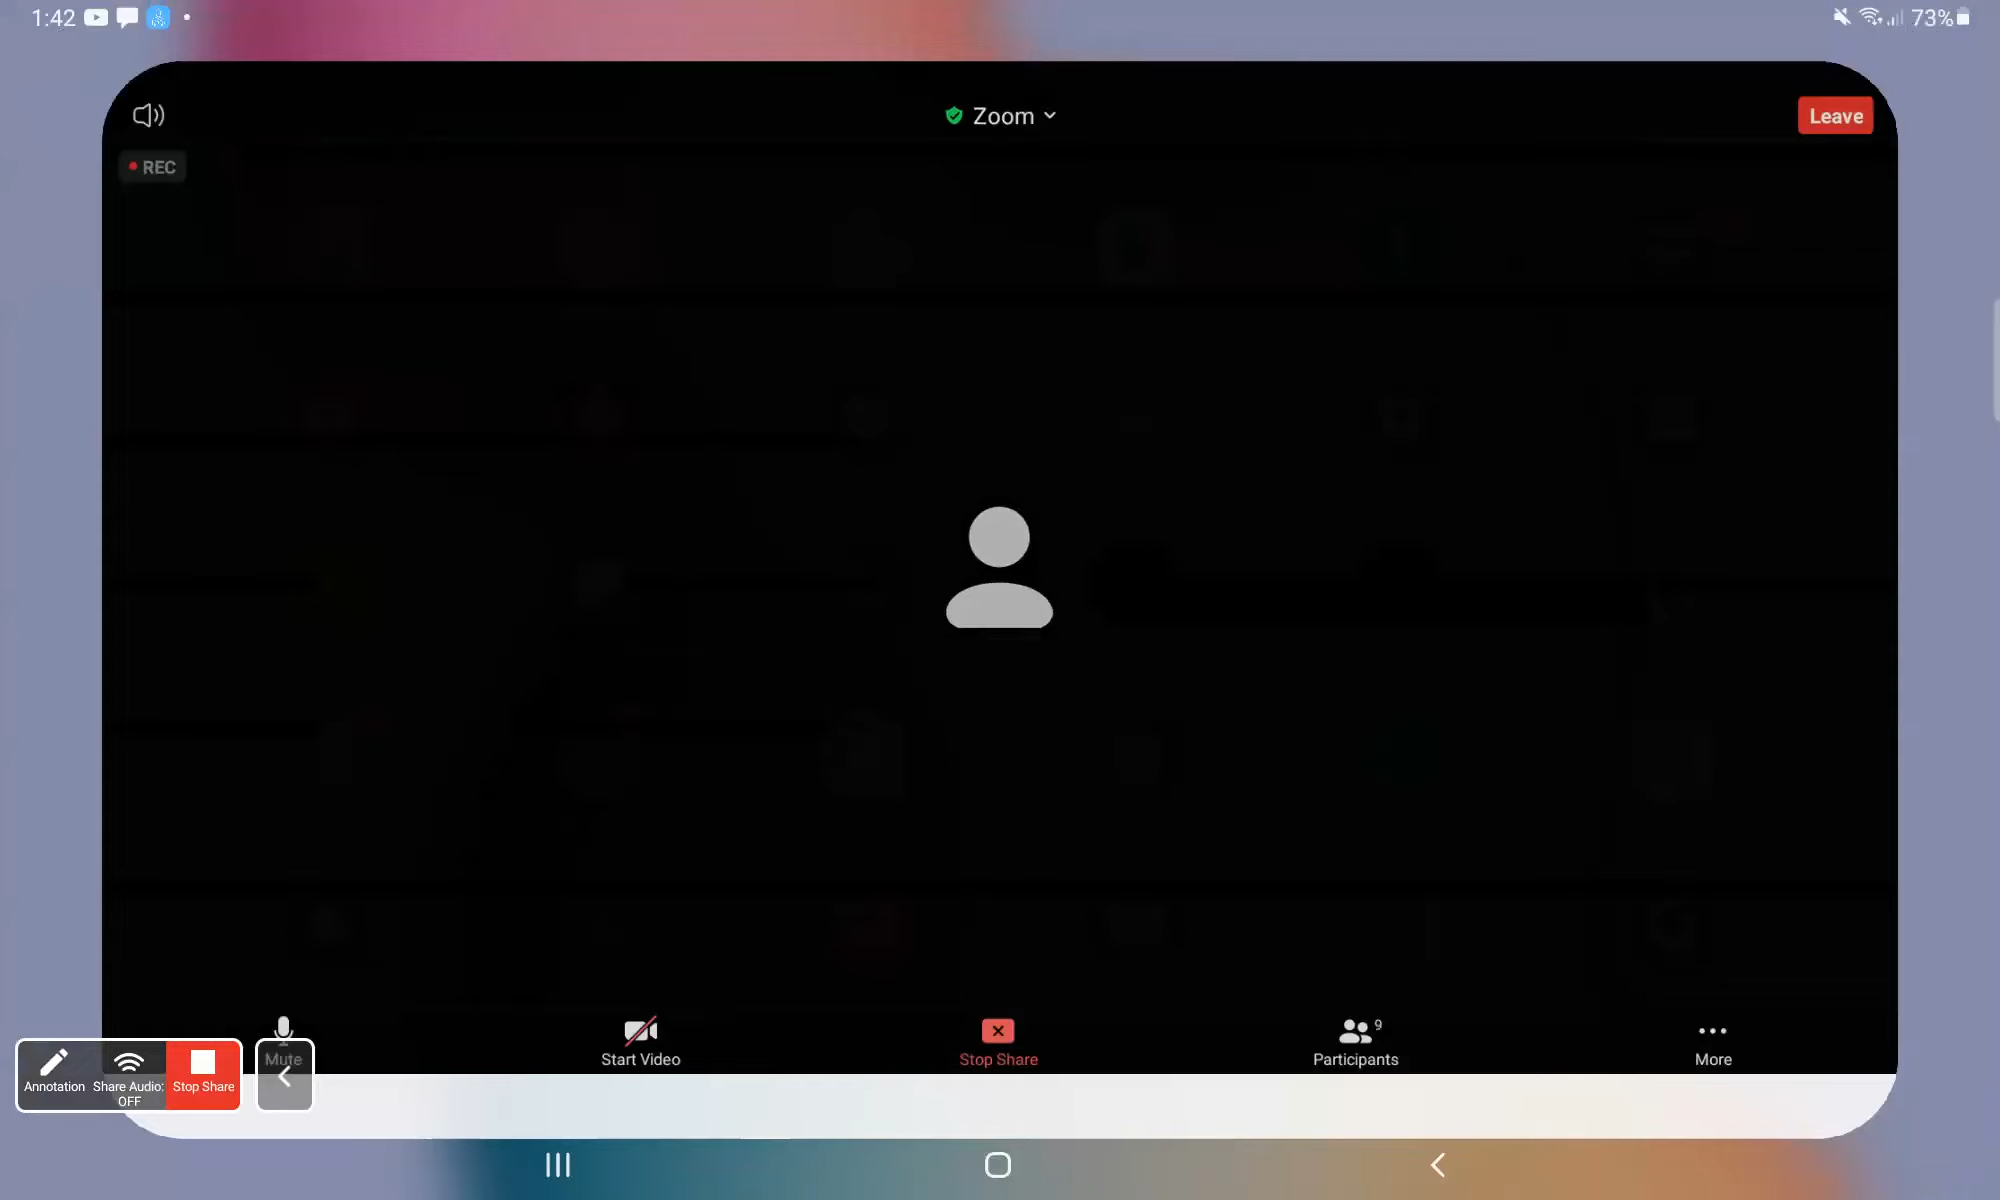 1:42
73%
Zoom
Leave
REC
Mute
Start Video
Stop Share
Participants
9
More
Annotation
Share Audio:
OFF
Stop Share